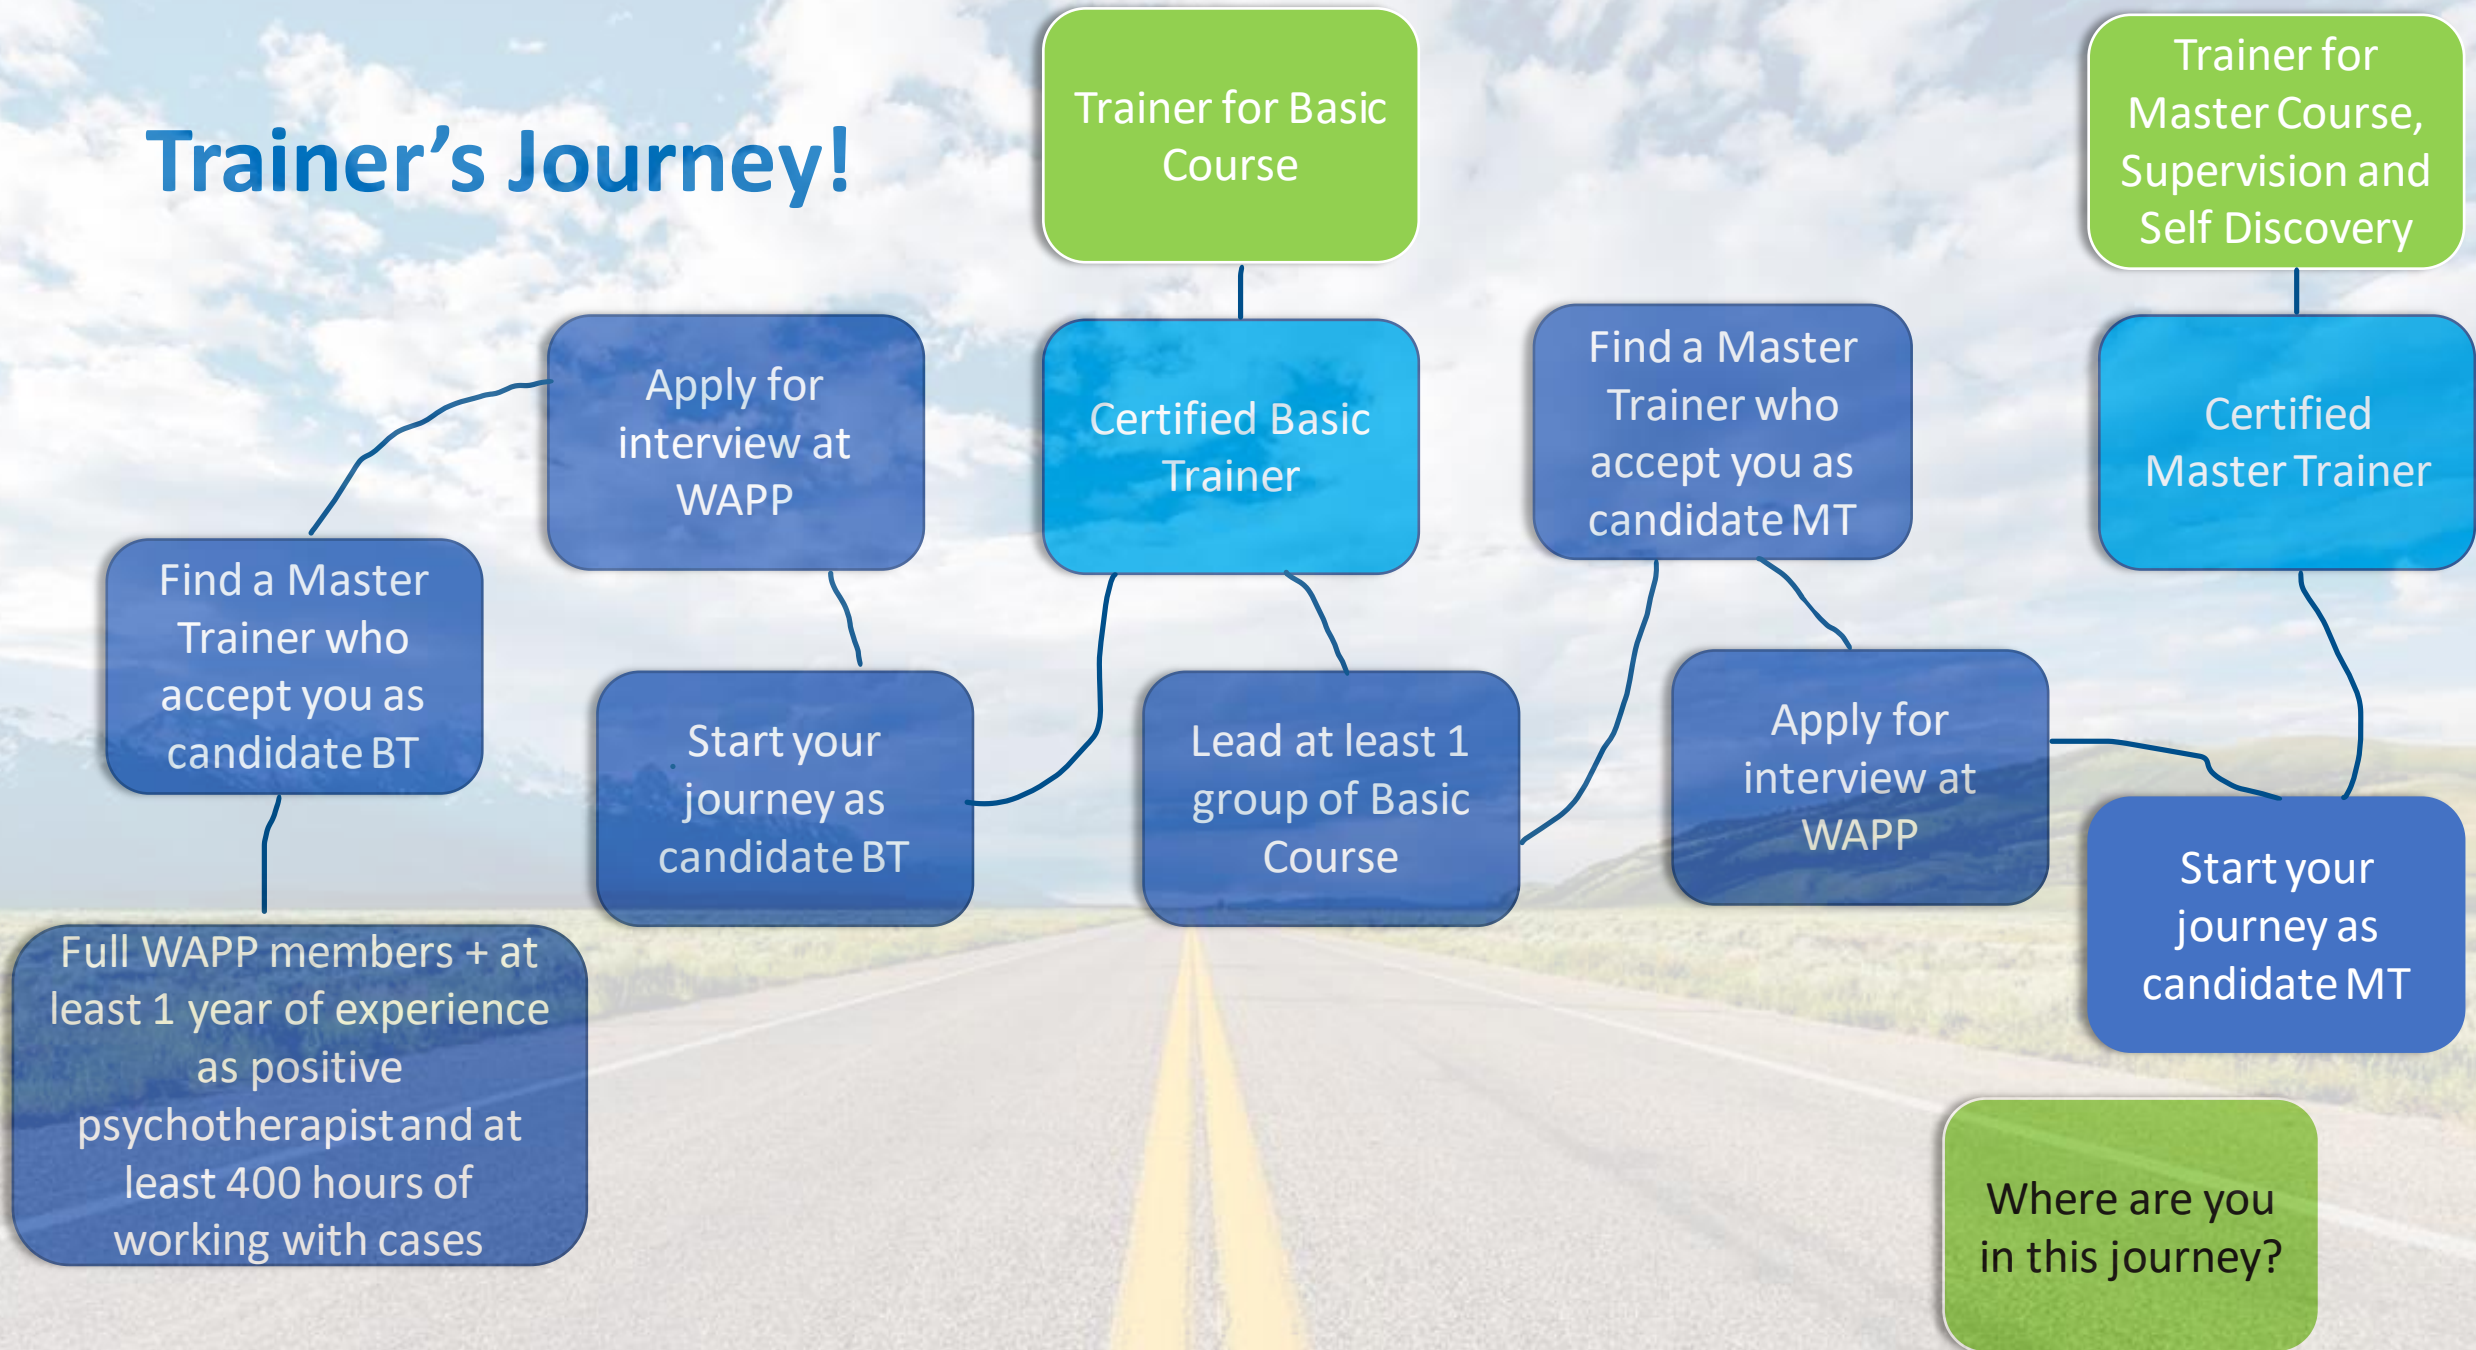 Trainer’s Journey!
Trainer for Basic
Course
Trainer for
Master Course,
Supervision and
Self Discovery
Apply for
interview at
WAPP
Certified Basic
Trainer
Find a Master
Trainer who
accept you as
candidate MT
Certified
Master Trainer
Find a Master
Trainer who
accept you as
candidate BT
Start your
journey as
candidate BT
Lead at least 1
group of Basic
Course
Apply for
interview at
WAPP
Start your
journey as
candidate MT
Full WAPP members + at
least 1 year of experience
as positive
psychotherapist and at
least 400 hours of
working with cases
Where are you
in this journey?